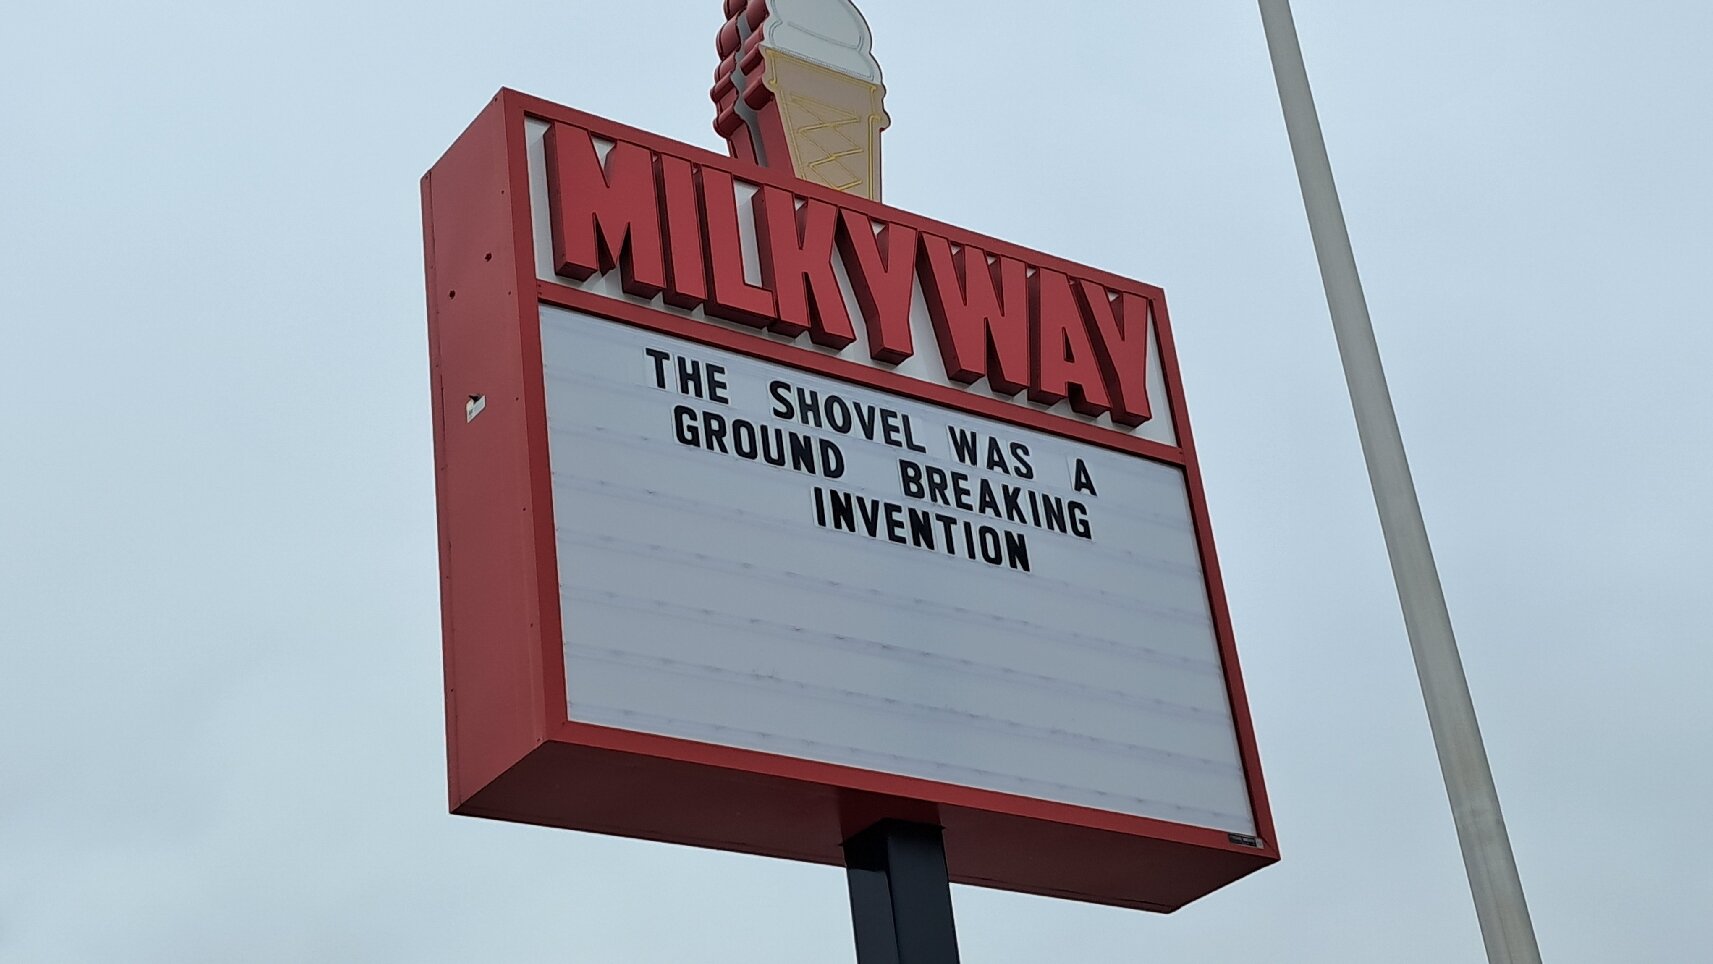 MILKYWAY
THE SHOVEL WAS A
GROUND BREAKING
INVENTION